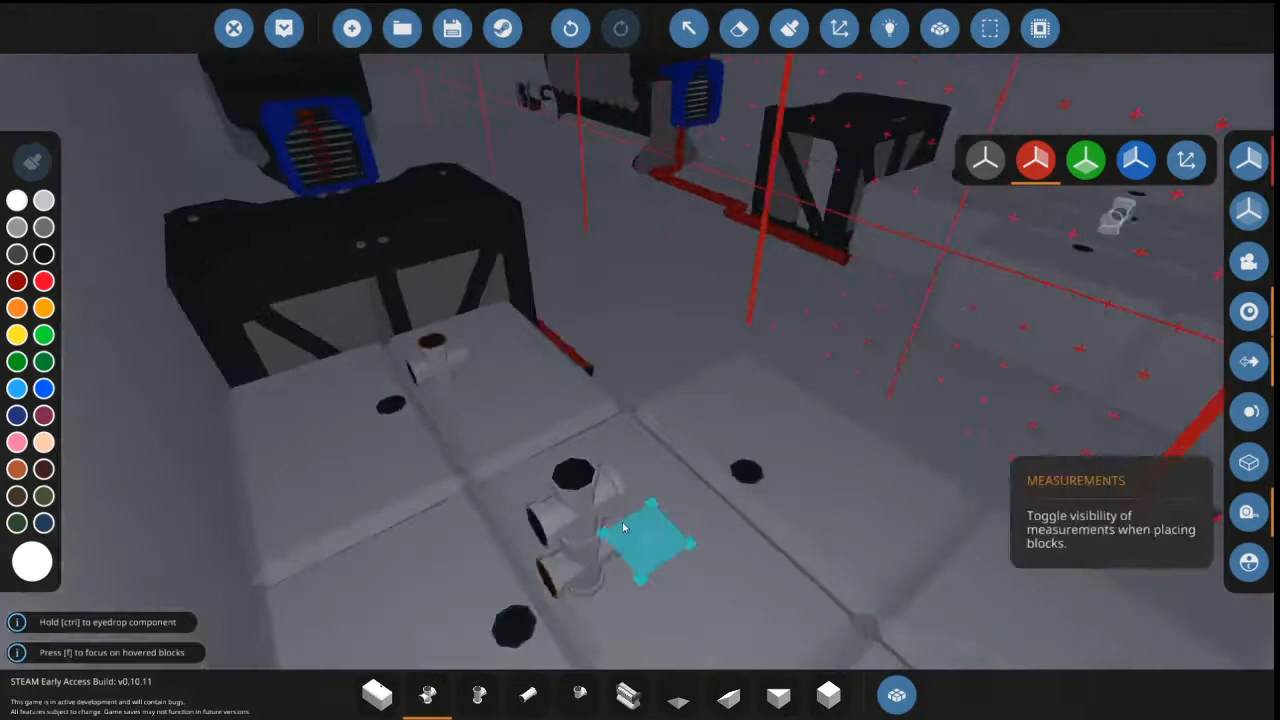 MEASUREMENTS
Toggle visibility of
measurements when placing
blocks.
Hold [ctrl] to eyedrop component
Press [f] to focus on hovered blocks
STEAM Early Access Build: v0.10.11
This game is in active development and will contain bugs.
All features subject to change. Game saves may not function in future versions.